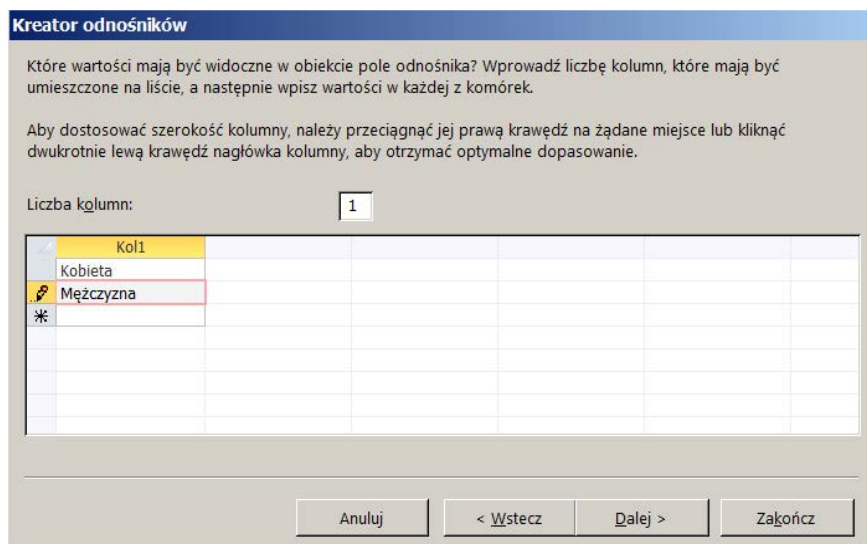 Kreator odnośników
Które wartości mają być widoczne w obiekcie pole odnośnika? Wprowadź liczbę kolumn, które mają być
umieszczone na liście, a następnie wpisz wartości w każdej z komórek.
Aby dostosować szerokość kolumny, należy przeciągnąć jej prawą krawędź na żądane miejsce lub kliknąć
dwukrotnie lewą krawędź nagłówka kolumny, aby otrzymać optymalne dopasowanie.
Liczba kolumn: 1
Kol1
Kobieta
Mężczyzna
Anuluj < Wstecz Dalej > Zakończ